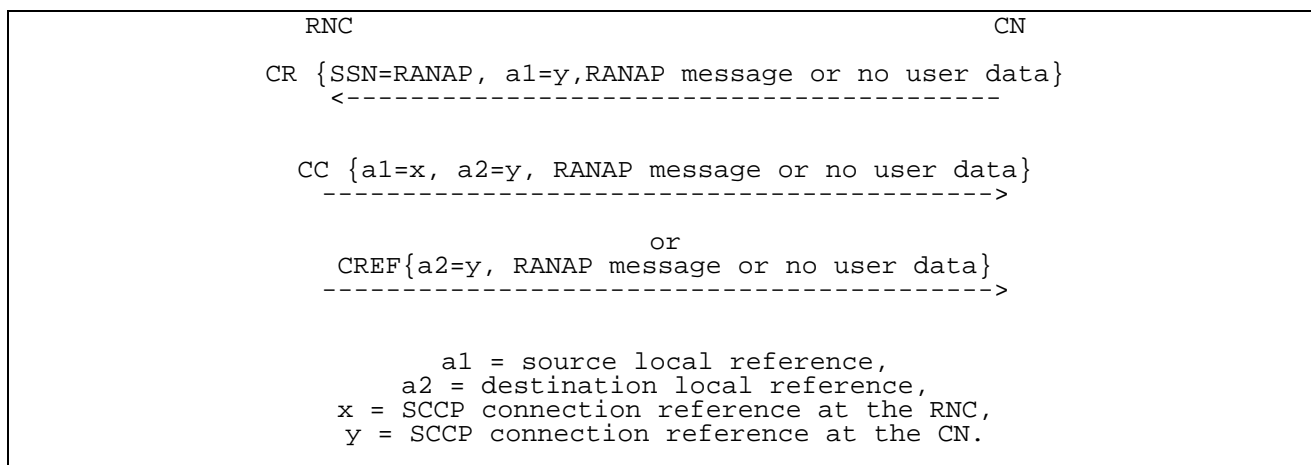 RNC CN
CR {SSN=RANAP, a1=y,RANAP message or no user data}
<-----------------------------------------
CC {a1=x, a2=y, RANAP message or no user data}
------------------------------------------>
or
CREF{a2=y, RANAP message or no user data}
------------------------------------------>
a1 = source local reference,
a2 = destination local reference,
x = SCCP connection reference at the RNC,
y = SCCP connection reference at the CN.